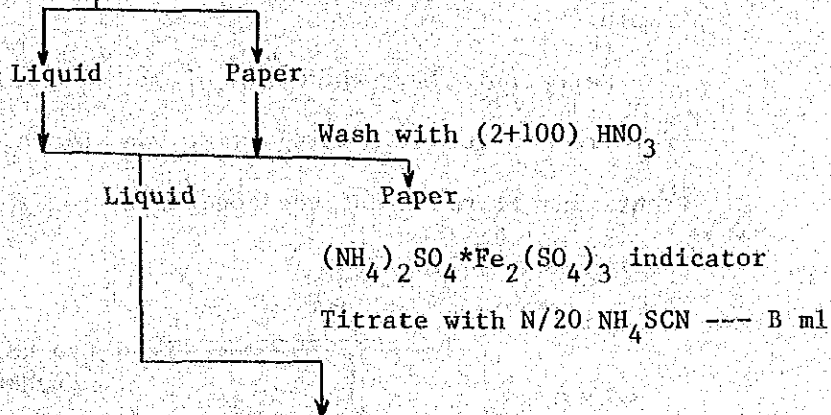 Liquid Paper
Wash with (2+100) HNO₃
Liquid Paper
(NH₄)₂SO₄*Fe₂(SO₄)₃ indicator
Titrate with N/20 NH₄SCN --- B ml